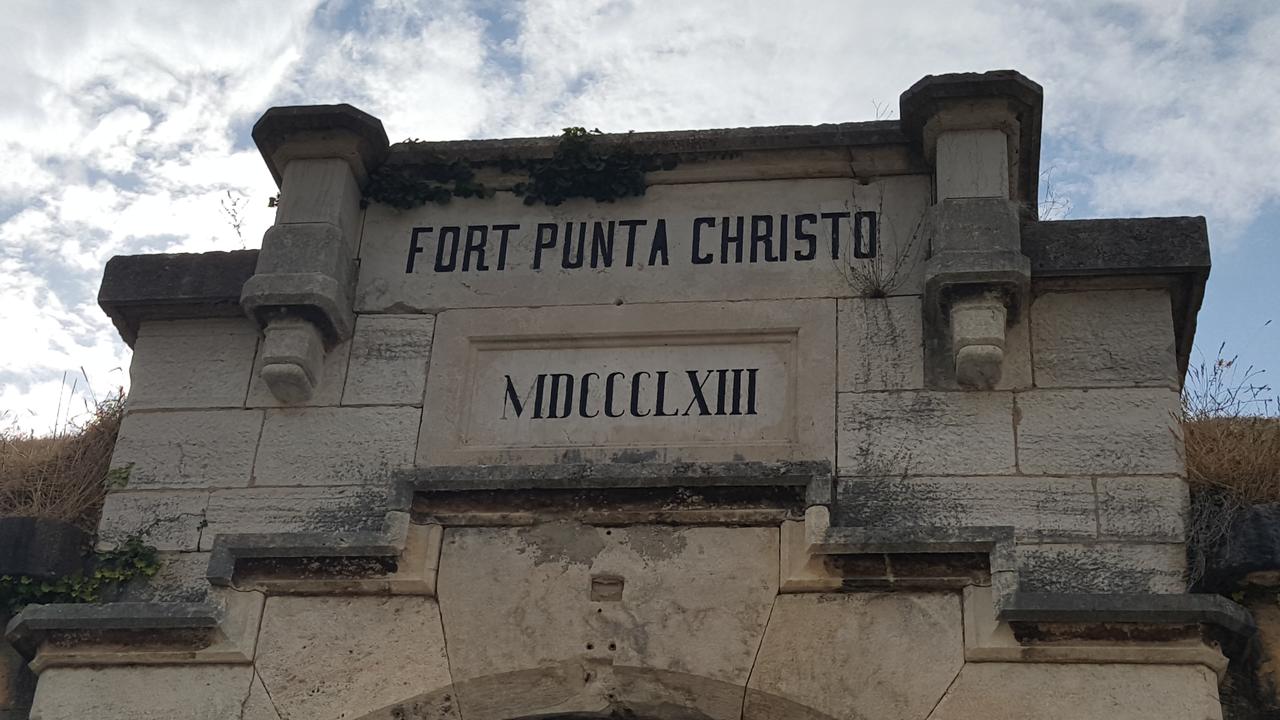 FORT PUNTA CHRISTO
MDCCCLXIII